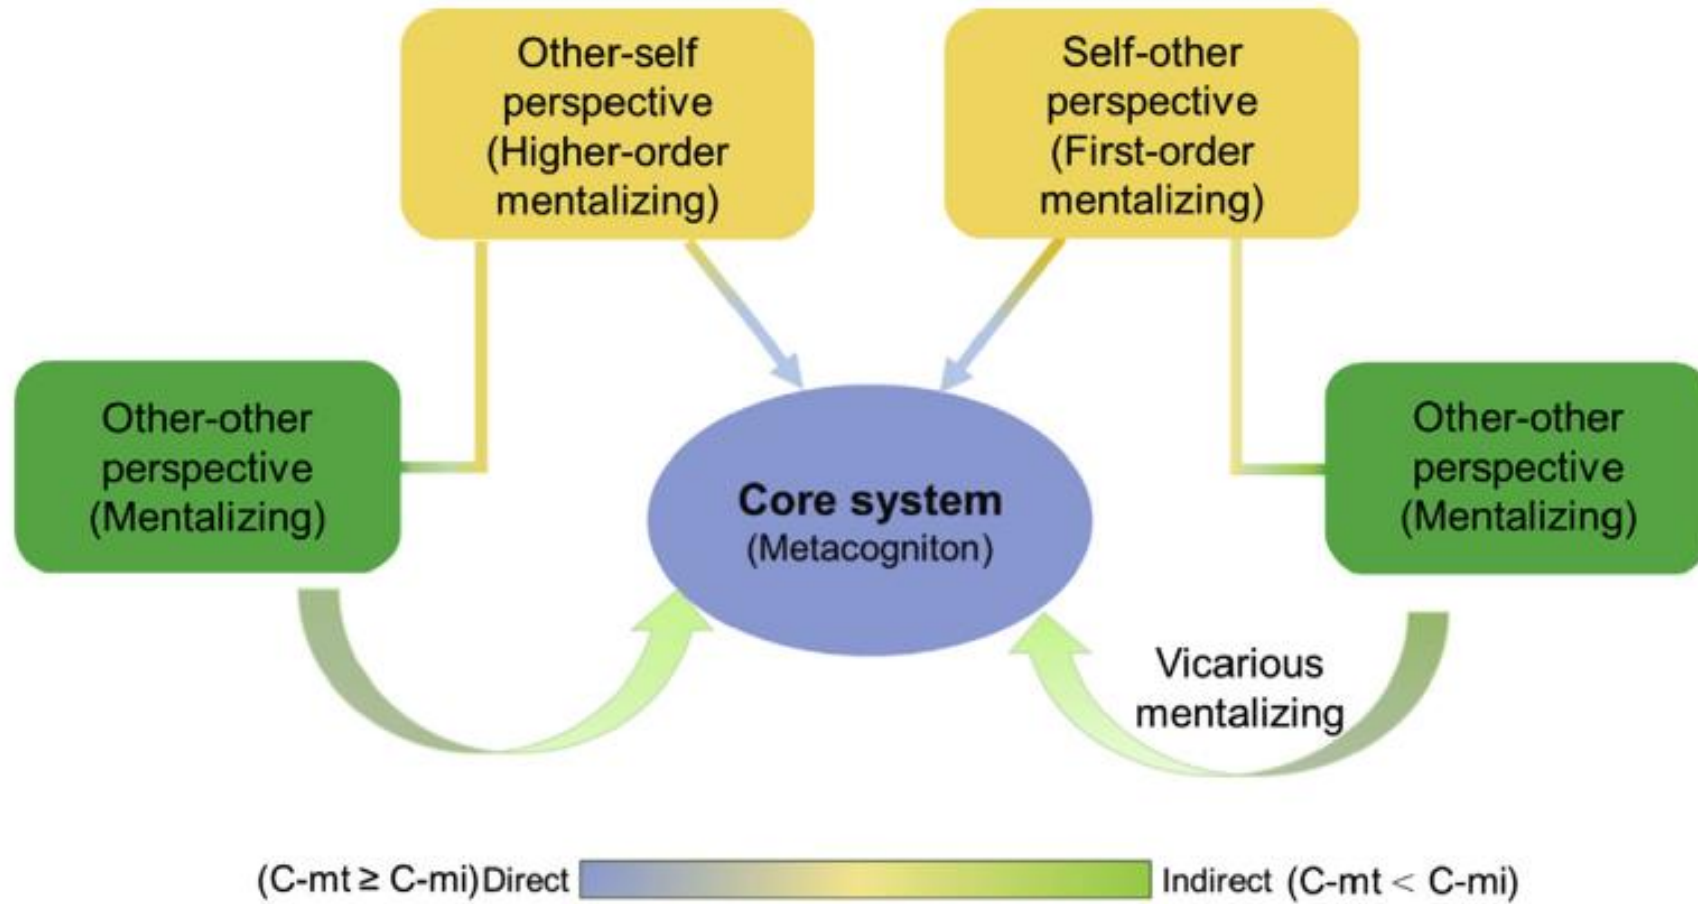 Other-self
perspective
(Higher-order
mentalizing)
Self-other
perspective
(First-order
mentalizing)
Other-other
perspective
(Mentalizing)
Core system
(Metacogniton)
Other-other
perspective
(Mentalizing)
Vicarious
mentalizing
(C-mt ≥ C-mi) Direct
Indirect (C-mt < C-mi)